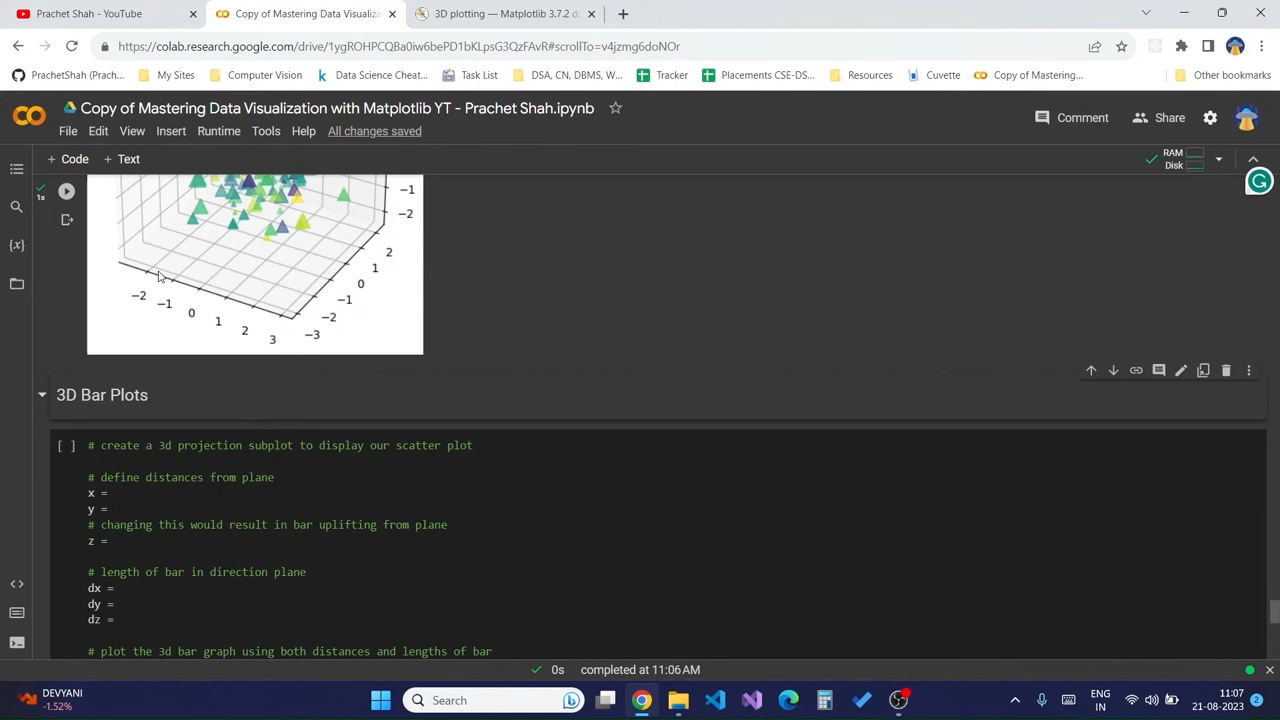 Prachet Shah - YouTube
Copy of Mastering Data Visualiza
3D plotting — Matplotlib 3.7.2 d
https://colab.research.google.com/drive/1ygROHPCQBa0iw6bePD1bKLpsG3QzFAvR#scrollTo=v4jzmg6doNOr
PrachetShah (Prach...
My Sites
Computer Vision
Data Science Cheat...
Task List
DSA, CN, DBMS, W...
Tracker
Placements CSE-DS...
Resources
Cuvette
Copy of Mastering...
Other bookmarks
Copy of Mastering Data Visualization with Matplotlib YT - Prachet Shah.ipynb
Comment
Share
File Edit View Insert Runtime Tools Help All changes saved
+ Code + Text
RAM
Disk
1s
−1
−2
2
1
0
−1
−2
−3
−2
−1
0
1
2
3
3D Bar Plots
[ ] # create a 3d projection subplot to display our scatter plot
# define distances from plane
x =
y =
# changing this would result in bar uplifting from plane
z =
# length of bar in direction plane
dx =
dy =
dz =
# plot the 3d bar graph using both distances and lengths of bar
0s completed at 11:06 AM
DEVYANI
-1.52%
Search
ENG
IN
11:07
21-08-2023
2